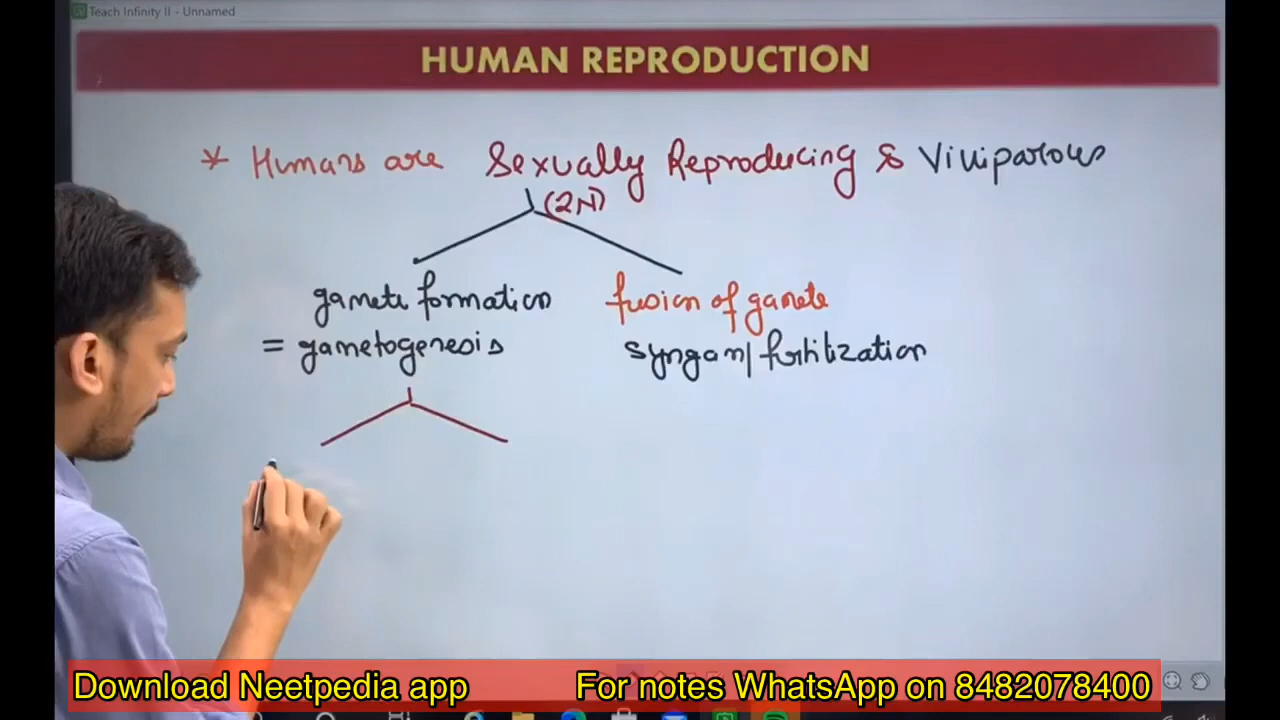 Teach Infinity II - Unnamed
HUMAN REPRODUCTION
* Humans are Sexually Reproducing & Viviparous
(2N)
gamete formation fusion of gamete
= gametogenesis syngamy/fertilization
Download Neetpedia app For notes WhatsApp on 8482078400